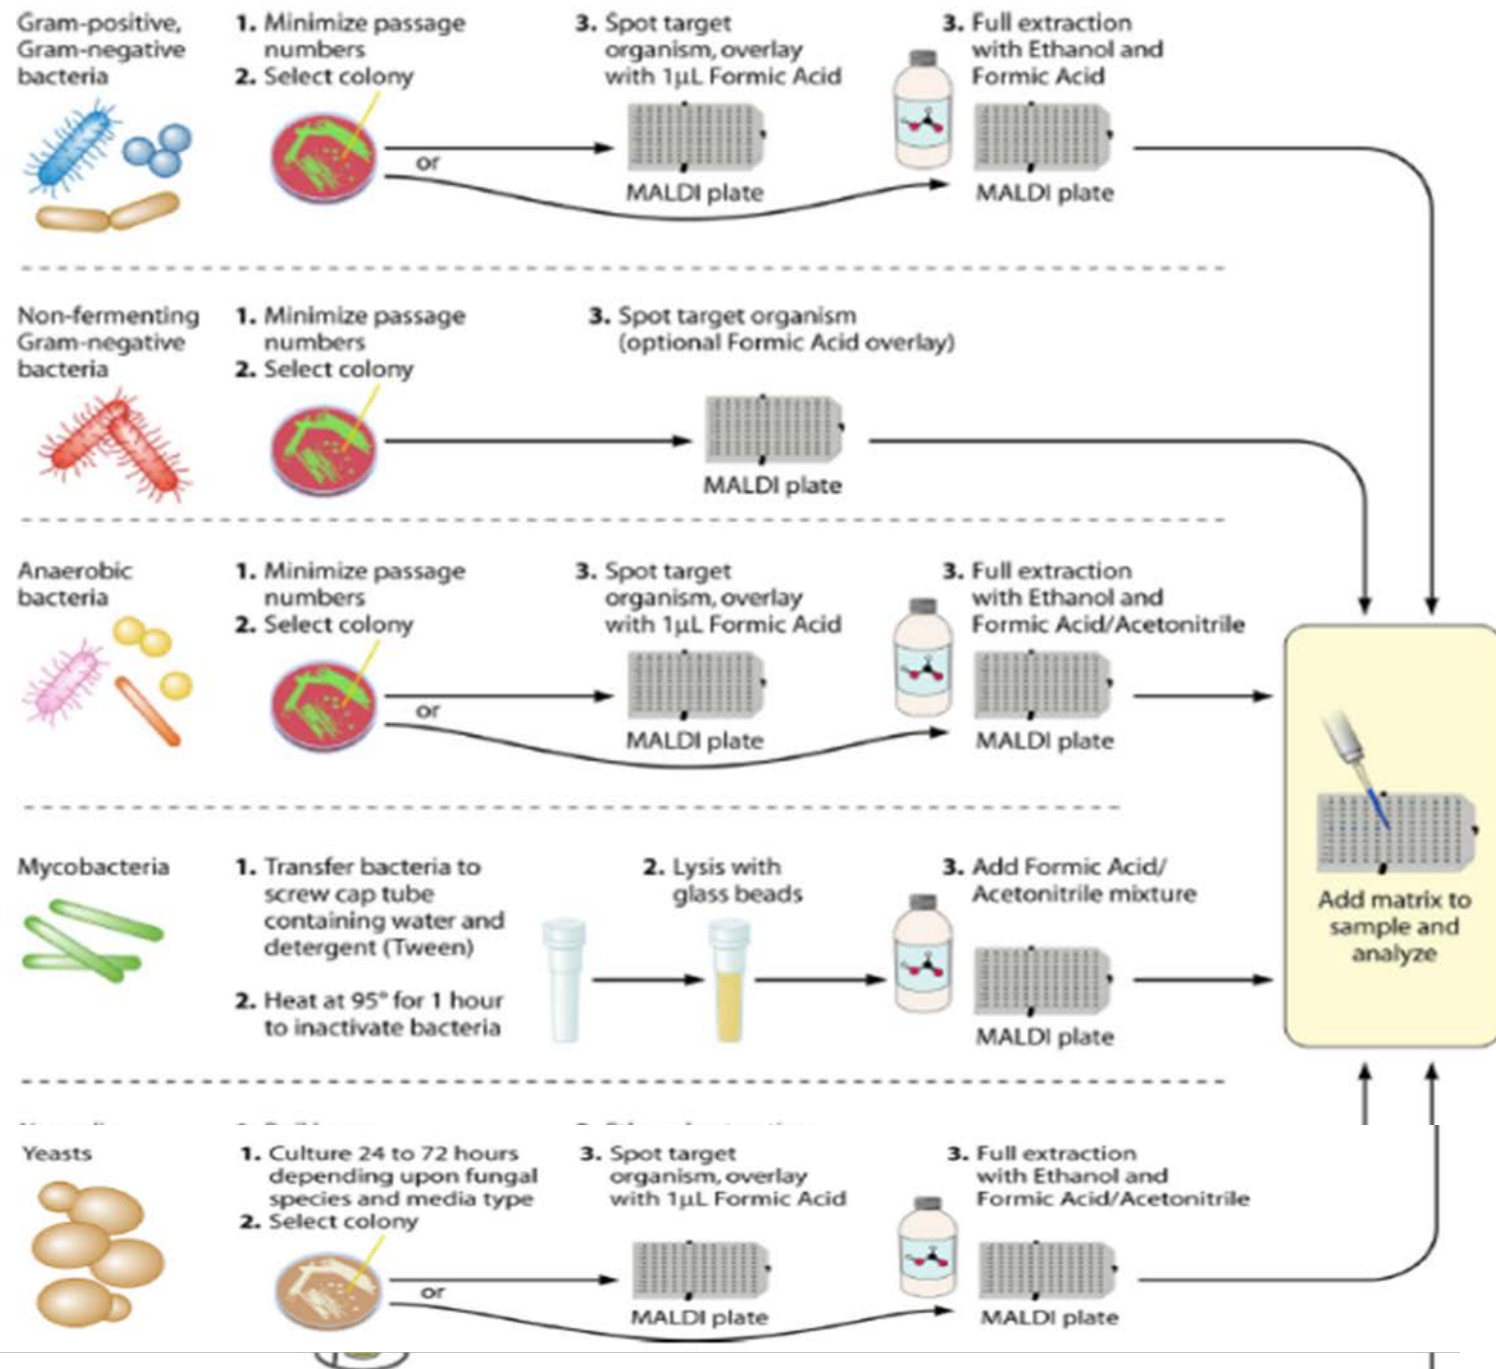 Gram-positive,
Gram-negative
bacteria
1. Minimize passage
numbers
2. Select colony
3. Spot target
organism, overlay
with 1µL Formic Acid
3. Full extraction
with Ethanol and
Formic Acid
or
MALDI plate
MALDI plate
Non-fermenting
Gram-negative
bacteria
1. Minimize passage
numbers
2. Select colony
3. Spot target organism
(optional Formic Acid overlay)
MALDI plate
Anaerobic
bacteria
1. Minimize passage
numbers
2. Select colony
3. Spot target
organism, overlay
with 1µL Formic Acid
3. Full extraction
with Ethanol and
Formic Acid/Acetonitrile
or
MALDI plate
MALDI plate
Mycobacteria
1. Transfer bacteria to
screw cap tube
containing water and
detergent (Tween)
2. Heat at 95° for 1 hour
to inactivate bacteria
2. Lysis with
glass beads
3. Add Formic Acid/
Acetonitrile mixture
MALDI plate
Add matrix to
sample and
analyze
Yeasts
1. Culture 24 to 72 hours
depending upon fungal
species and media type
2. Select colony
3. Spot target
organism, overlay
with 1µL Formic Acid
3. Full extraction
with Ethanol and
Formic Acid/Acetonitrile
or
MALDI plate
MALDI plate